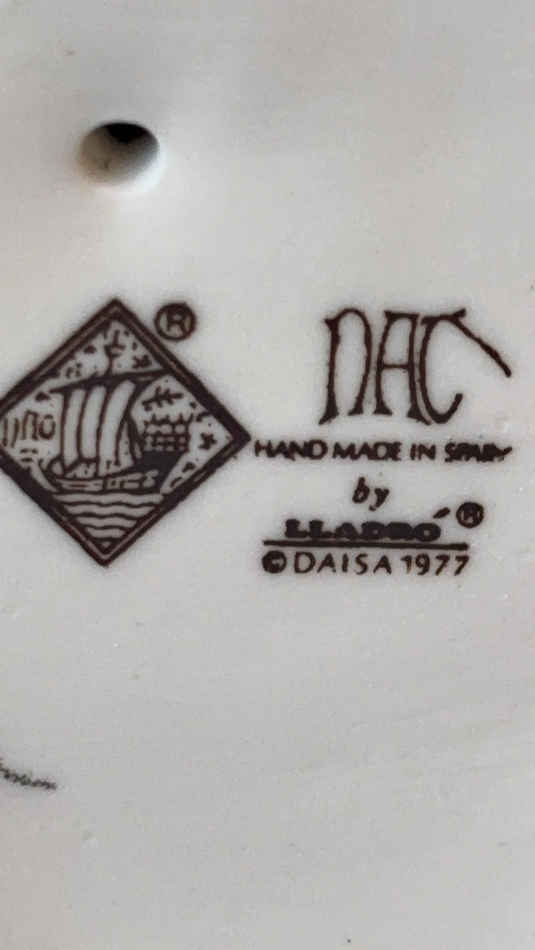 ®
NAO
NAO
HAND MADE IN SPAIN
by
LLADRÓ ®
© DAISA 1977